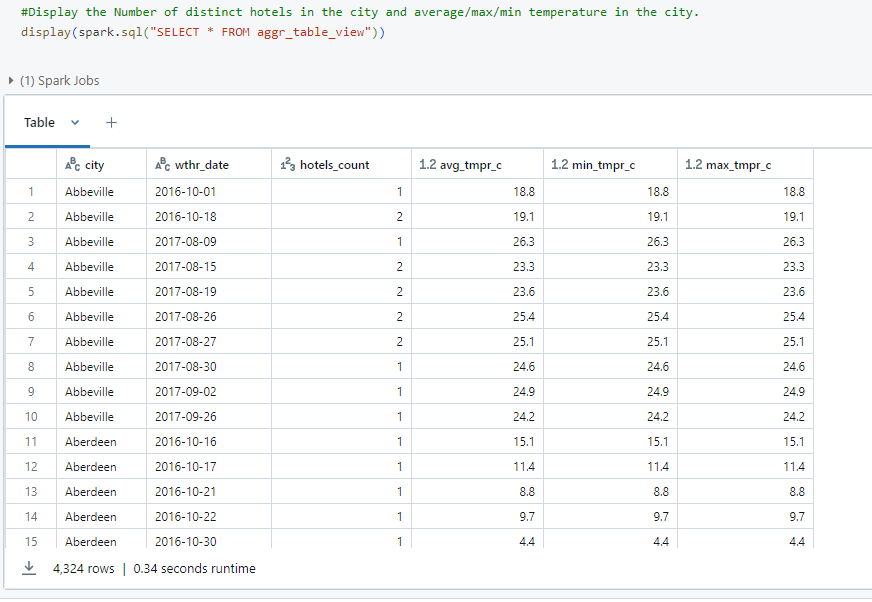 #Display the Number of distinct hotels in the city and average/max/min temperature in the city.
display(spark.sql("SELECT * FROM aggr_table_view"))
(1) Spark Jobs
Table
ABC city ABC wthr_date 123 hotels_count 1.2 avg_tmpr_c 1.2 min_tmpr_c 1.2 max_tmpr_c
1 Abbeville 2016-10-01 1 18.8 18.8 18.8
2 Abbeville 2016-10-18 2 19.1 19.1 19.1
3 Abbeville 2017-08-09 1 26.3 26.3 26.3
4 Abbeville 2017-08-15 2 23.3 23.3 23.3
5 Abbeville 2017-08-19 2 23.6 23.6 23.6
6 Abbeville 2017-08-26 2 25.4 25.4 25.4
7 Abbeville 2017-08-27 2 25.1 25.1 25.1
8 Abbeville 2017-08-30 1 24.6 24.6 24.6
9 Abbeville 2017-09-02 1 24.9 24.9 24.9
10 Abbeville 2017-09-26 1 24.2 24.2 24.2
11 Aberdeen 2016-10-16 1 15.1 15.1 15.1
12 Aberdeen 2016-10-17 1 11.4 11.4 11.4
13 Aberdeen 2016-10-21 1 8.8 8.8 8.8
14 Aberdeen 2016-10-22 1 9.7 9.7 9.7
15 Aberdeen 2016-10-30 1 4.4 4.4 4.4
4,324 rows | 0.34 seconds runtime